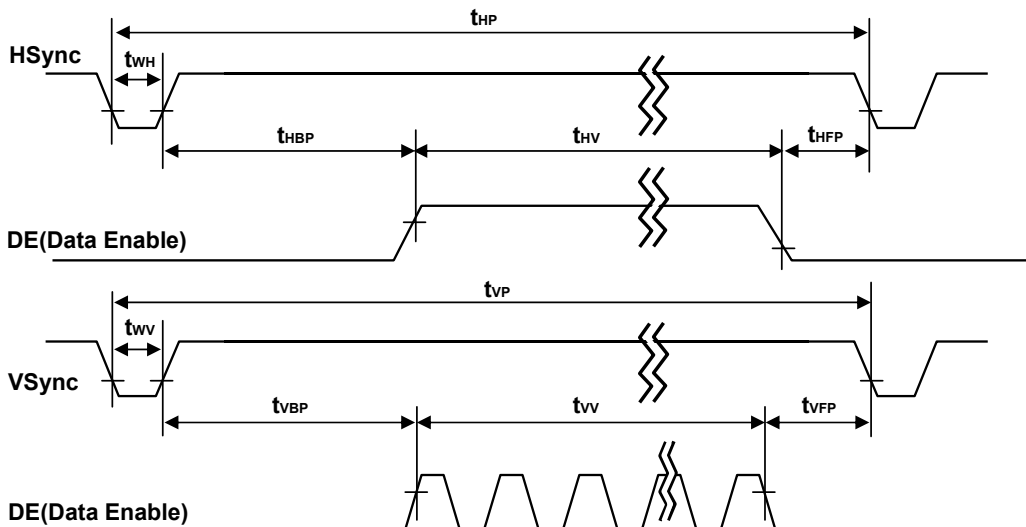 tHP
HSync
tWH
tHBP
tHV
tHFP
DE(Data Enable)
tVP
tWV
VSync
tVBP
tVV
tVFP
DE(Data Enable)